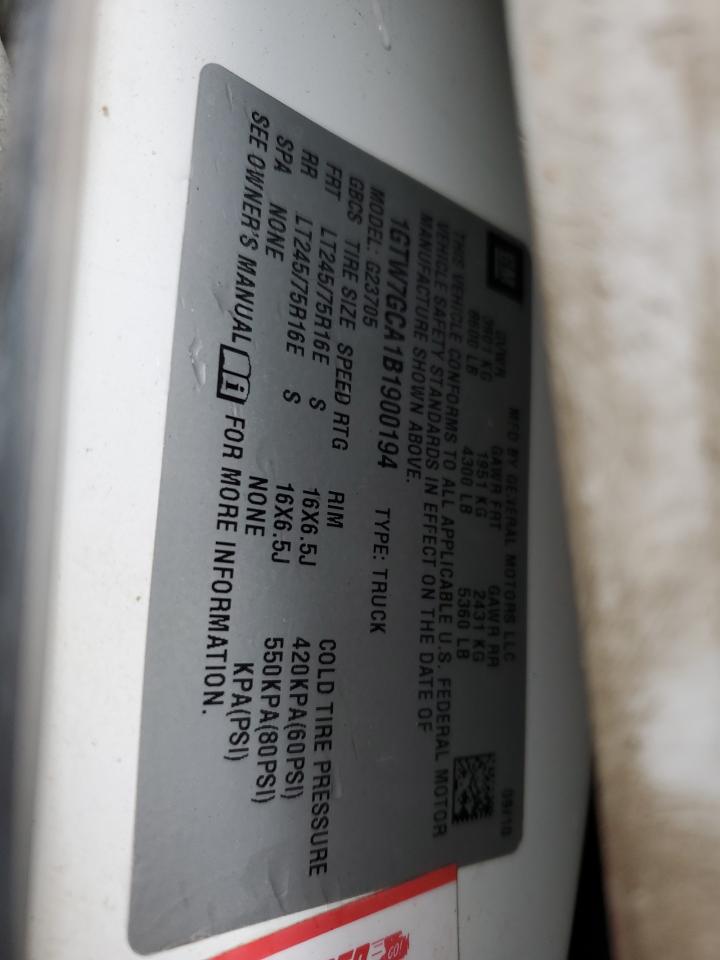 GM
MFD BY GENERAL MOTORS LLC 09/10
GVWR GAWR FRT GAWR RR
3901 KG 1951 KG 2431 KG
8600 LB 4300 LB 5360 LB
THIS VEHICLE CONFORMS TO ALL APPLICABLE U.S. FEDERAL MOTOR
VEHICLE SAFETY STANDARDS IN EFFECT ON THE DATE OF
MANUFACTURE SHOWN ABOVE.
1GTW7GCA1B1900194 TYPE: TRUCK
MODEL: G23705
GBCS TIRE SIZE SPEED RTG RIM COLD TIRE PRESSURE
FRT LT245/75R16E S 16X6.5J 420KPA(60PSI)
RR LT245/75R16E S 16X6.5J 550KPA(80PSI)
SPA NONE NONE KPA(PSI)
SEE OWNER'S MANUAL FOR MORE INFORMATION.